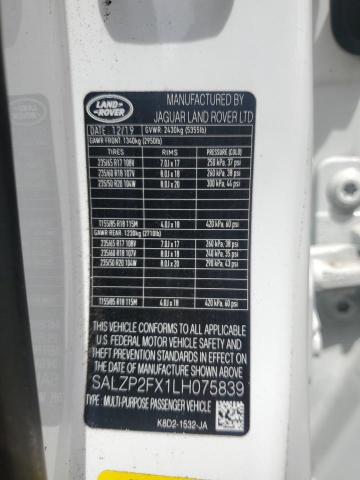 LAND
ROVER
MANUFACTURED BY
JAGUAR LAND ROVER LTD
DATE 12/19 GVWR: 2430kg (5355lb)
GAWR FRONT: 1340kg (2950lb)
TIRES RIMS PRESSURE (COLD)
235/65 R17 108V 7.0J x 17 250 kPa, 37 psi
235/60 R18 107V 8.0J x 18 260 kPa, 38 psi
235/50 R20 104W 8.0J x 20 300 kPa, 44 psi
T155/85 R18 115M 4.0J x 18 420 kPa, 60 psi
GAWR REAR: 1230kg (2710lb)
235/65 R17 108V 7.0J x 17 260 kPa, 38 psi
235/60 R18 107V 8.0J x 18 240 kPa, 35 psi
235/50 R20 104W 8.0J x 20 290 kPa, 43 psi
T155/85 R18 115M 4.0J x 18 420 kPa, 60 psi
THIS VEHICLE CONFORMS TO ALL APPLICABLE
U.S. FEDERAL MOTOR VEHICLE SAFETY AND
THEFT PREVENTION STANDARDS IN EFFECT ON
THE DATE OF MANUFACTURE SHOWN ABOVE
SALZP2FX1LH075839
TYPE: MULTI-PURPOSE PASSENGER VEHICLE
K8D2-1532-JA